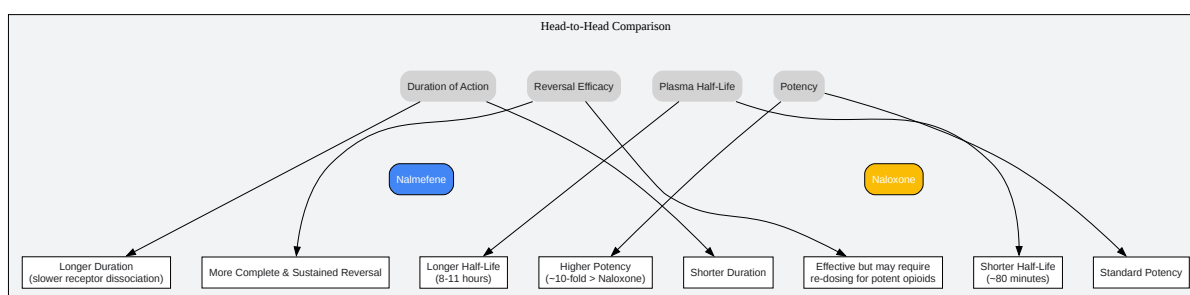 Head-to-Head Comparison
Duration of Action
Reversal Efficacy
Plasma Half-Life
Potency
Nalmefene
Naloxone
Longer Duration
(slower receptor dissociation)
More Complete & Sustained Reversal
Longer Half-Life
(8-11 hours)
Higher Potency
(~10-fold > Naloxone)
Shorter Duration
Effective but may require
re-dosing for potent opioids
Shorter Half-Life
(~80 minutes)
Standard Potency